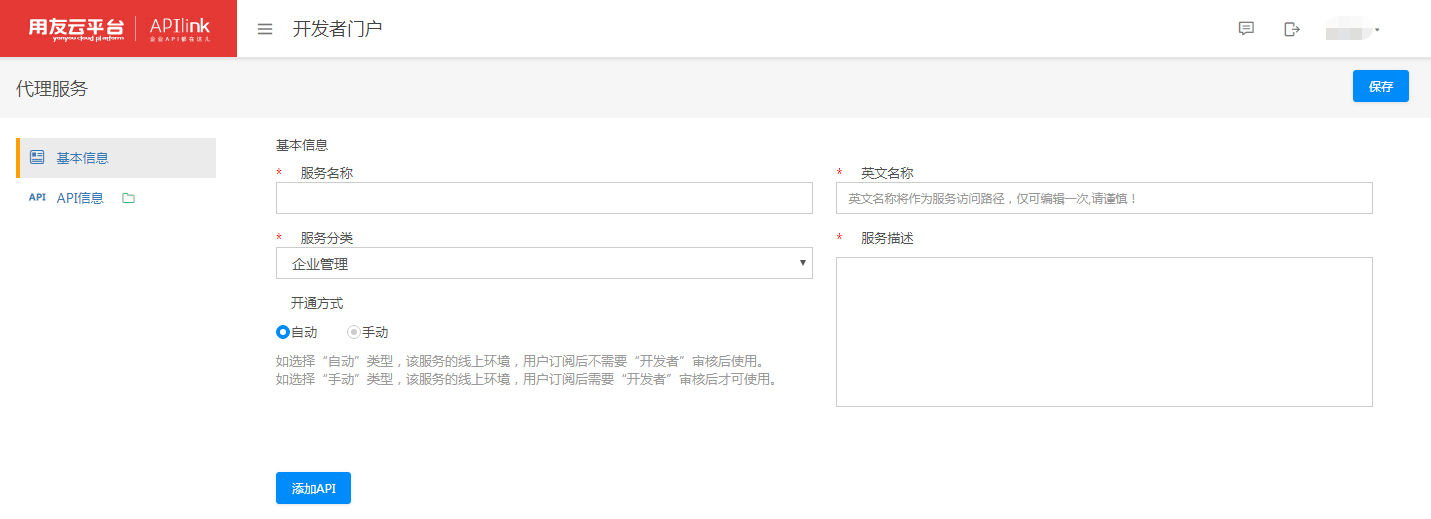 用友云平台
yonyou cloud platform
APIlink
企业API都在这儿
开发者门户
代理服务
保存
基本信息
API API信息
基本信息
* 服务名称
* 英文名称
英文名称将作为服务访问路径，仅可编辑一次,请谨慎！
* 服务分类
* 服务描述
企业管理
开通方式
自动 手动
如选择“自动”类型，该服务的线上环境，用户订阅后不需要“开发者”审核后使用。
如选择“手动”类型，该服务的线上环境，用户订阅后需要“开发者”审核后才可使用。
添加API